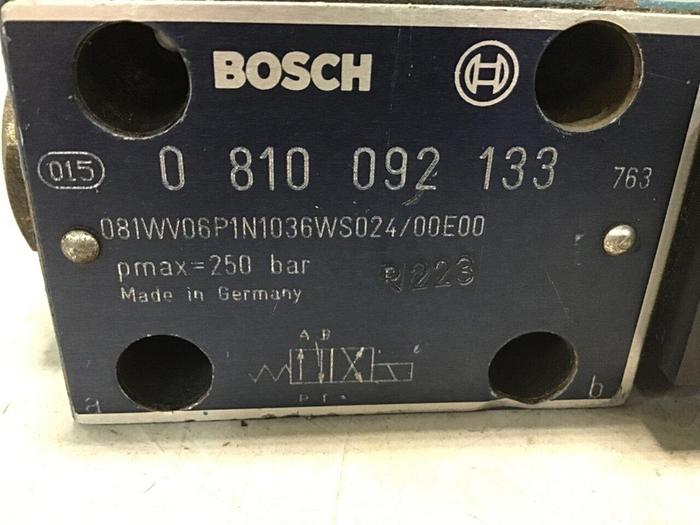 BOSCH
015 0 810 092 133 763
081WV06P1N1036WS024/00E00
pmax=250 bar R223
Made in Germany
A B
a b